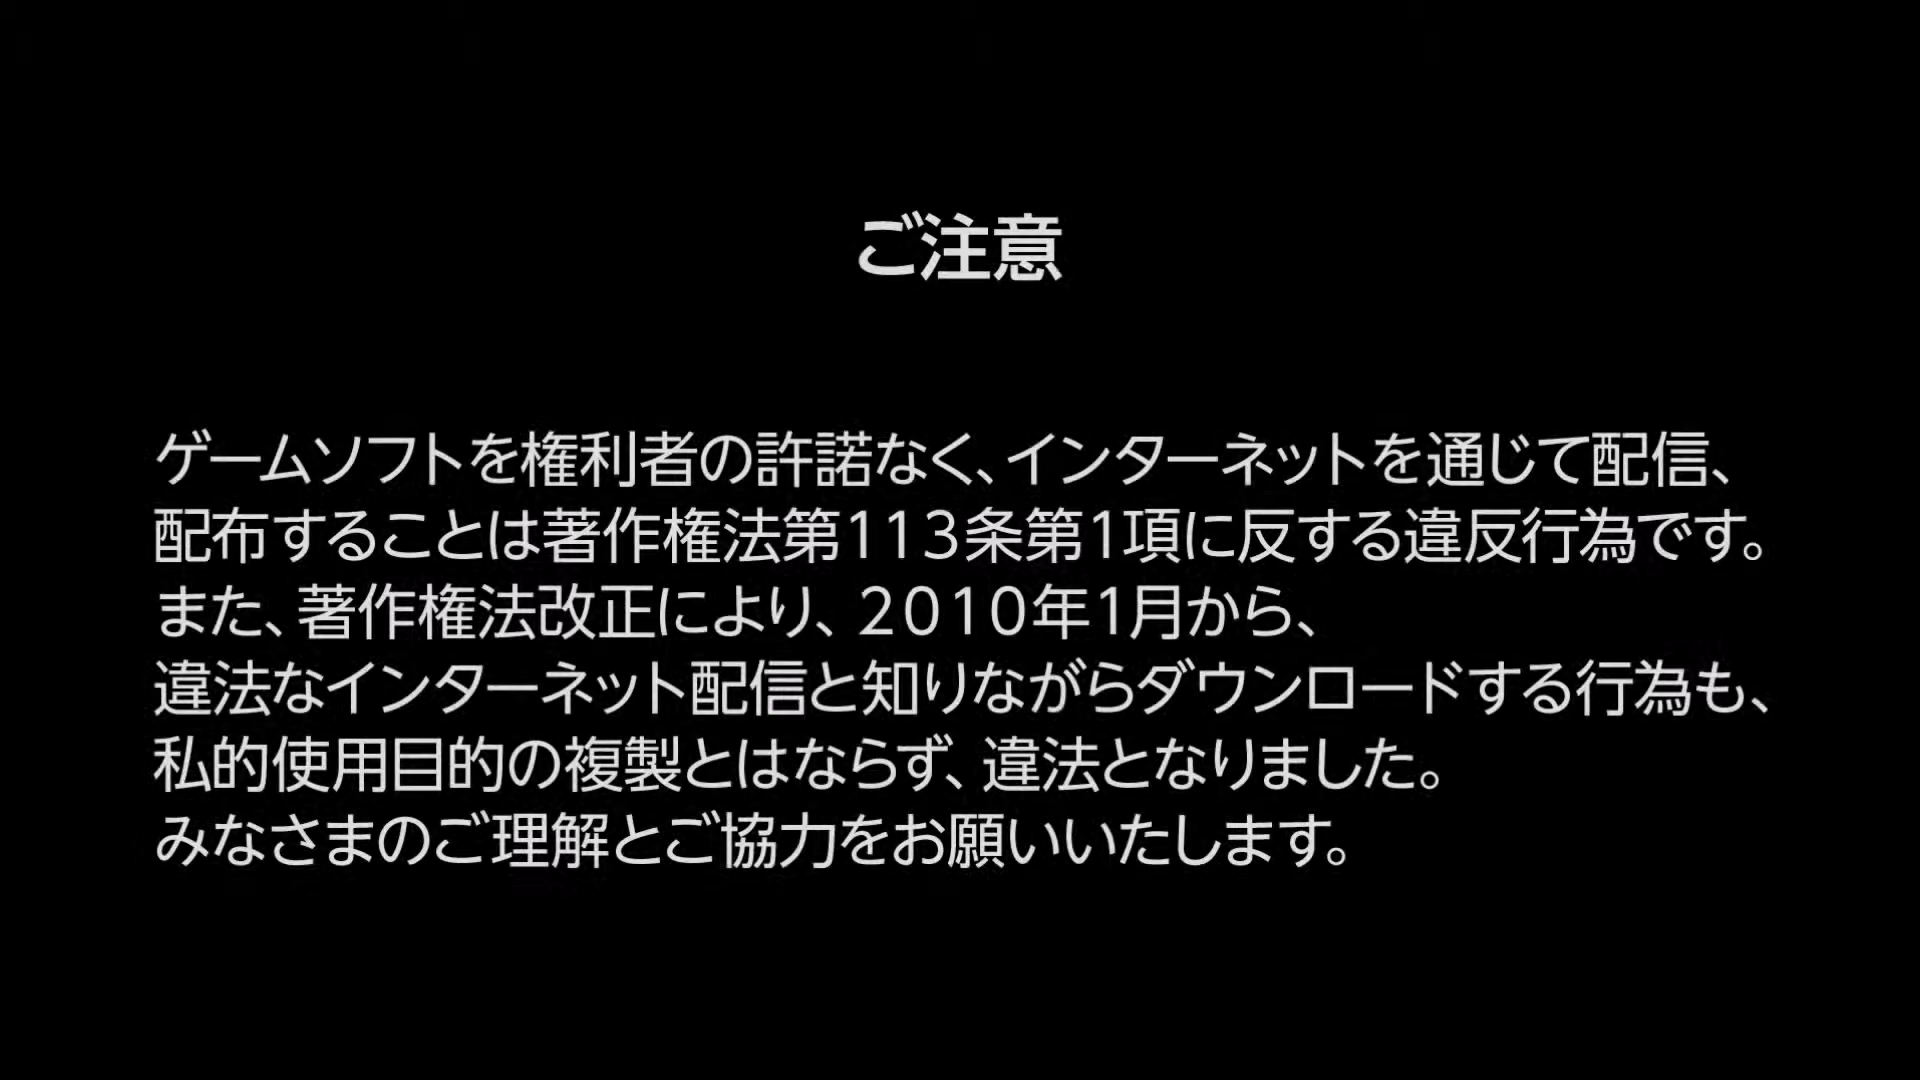 ご注意
ゲームソフトを権利者の許諾なく、インターネットを通じて配信、
配布することは著作権法第113条第1項に反する違反行為です。
また、著作権法改正により、2010年1月から、
違法なインターネット配信と知りながらダウンロードする行為も、
私的使用目的の複製とはならず、違法となりました。
みなさまのご理解とご協力をお願いいたします。